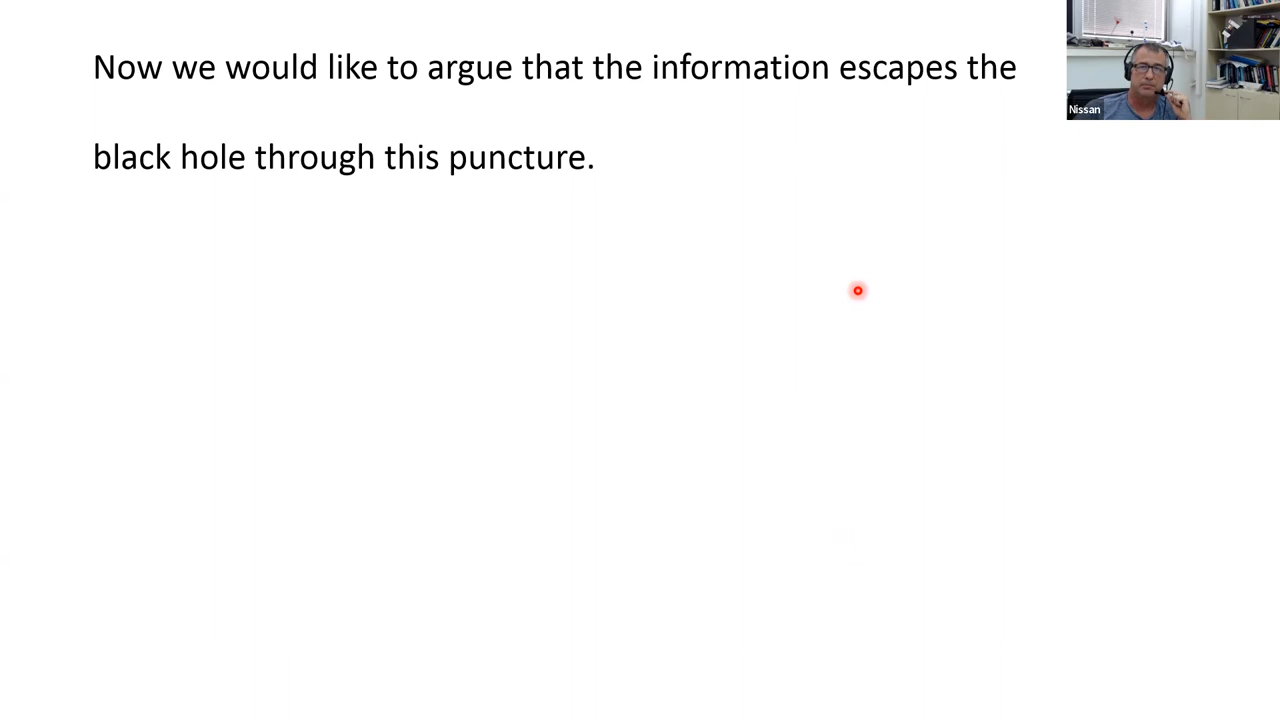 Now we would like to argue that the information escapes the
black hole through this puncture.
Nissan